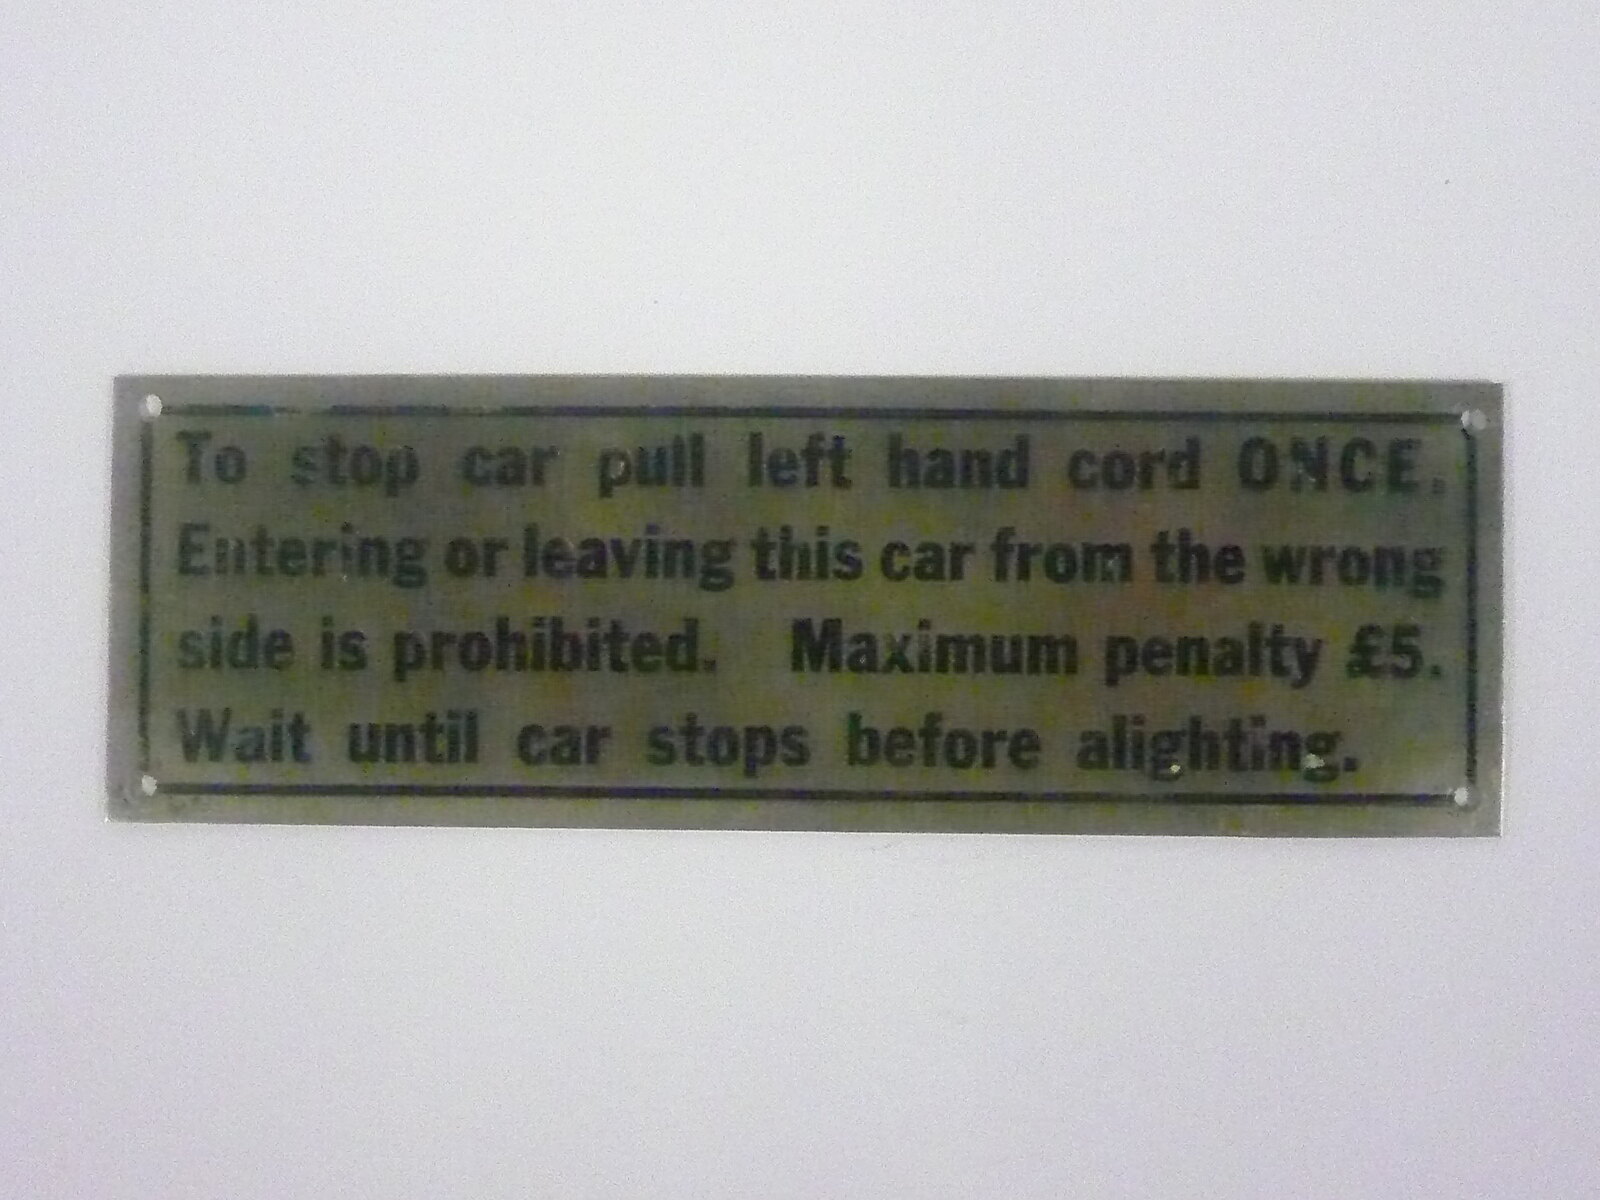 To stop car pull left hand cord ONCE.
Entering or leaving this car from the wrong
side is prohibited. Maximum penalty £5.
Wait until car stops before alighting.